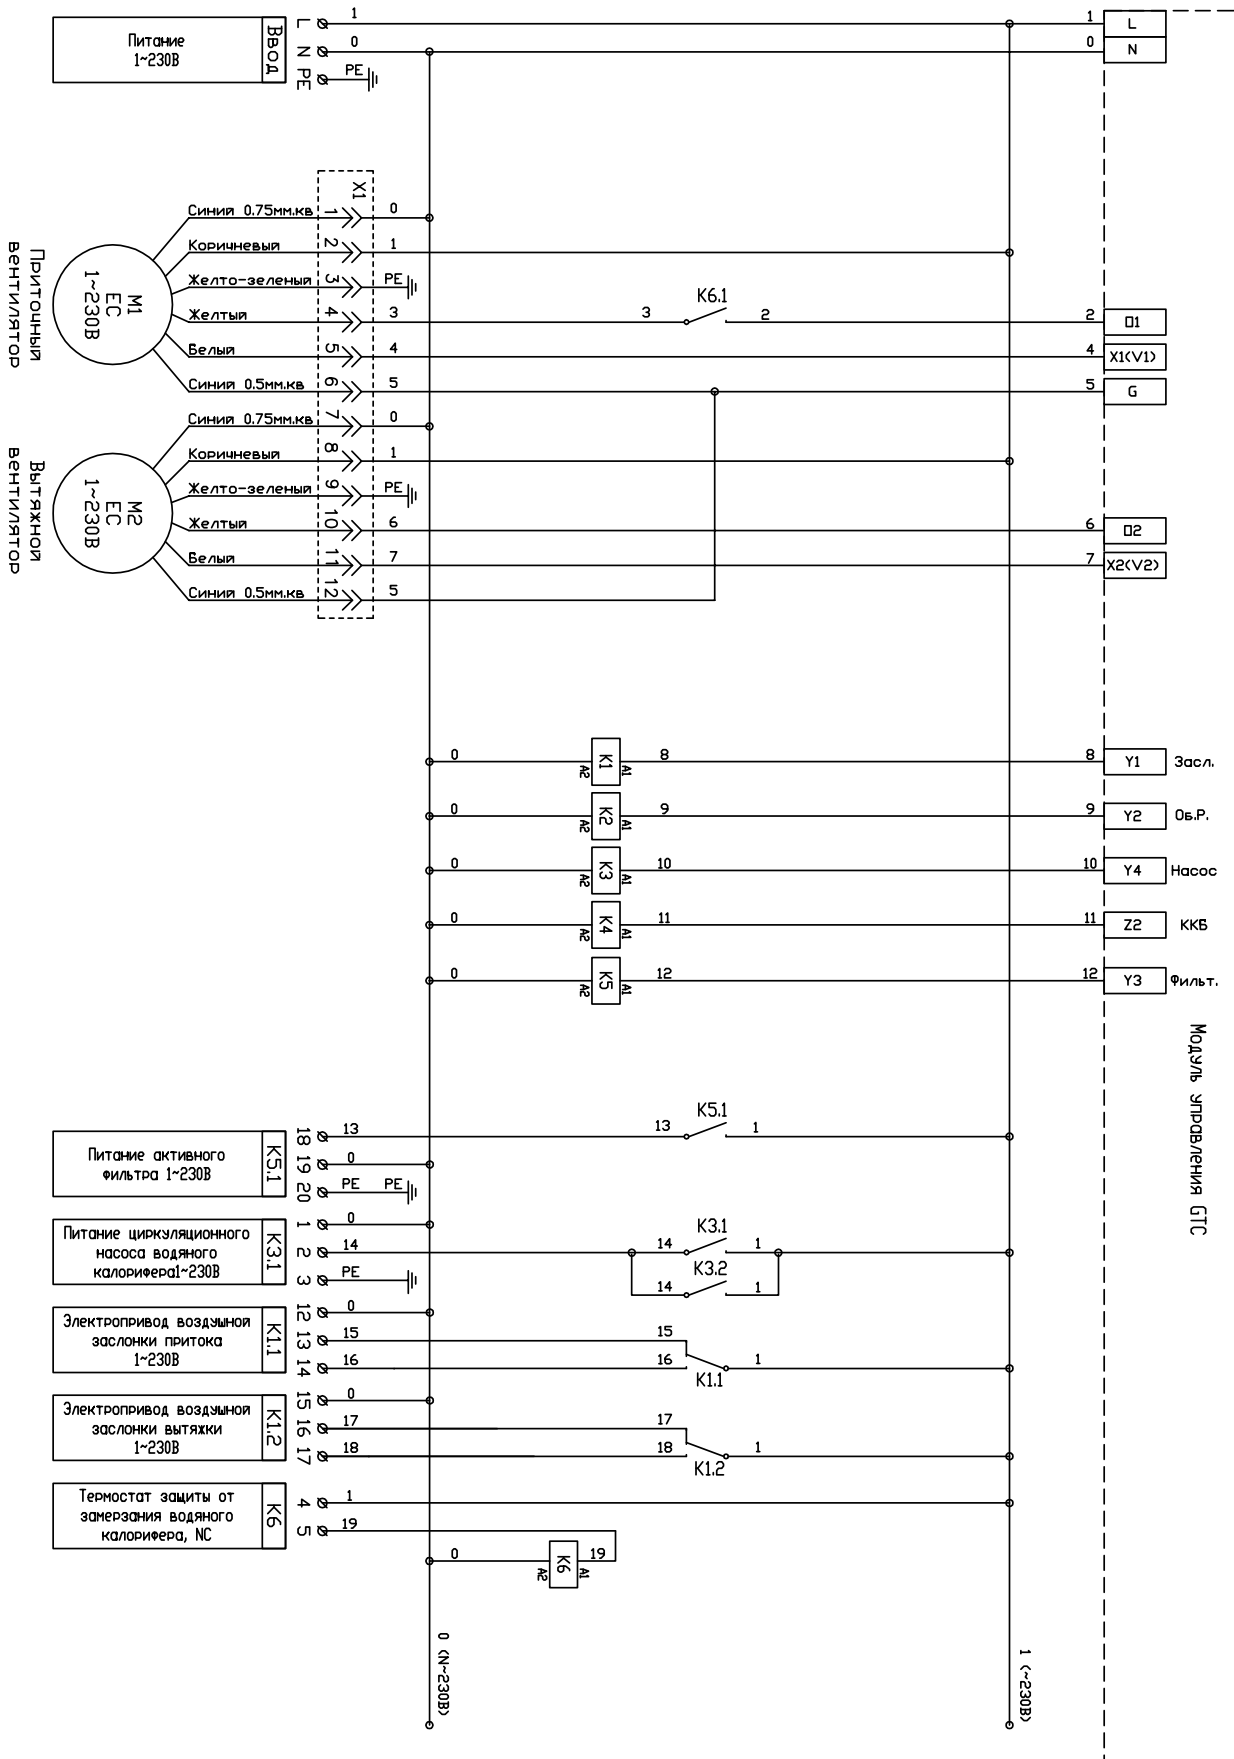 Питание
1~230В
Ввод
L 1 1 L
N 0 0 N
PE PE
X1
Приточный
вентилятор
M1
EC
1~230В
Синий 0.75мм.кв 1 0
Коричневый 2 1
Желто-зеленый 3 PE
Желтый 4 3 3 K6.1 2 2 D1
Белый 5 4 4 X1(V1)
Синий 0.5мм.кв 6 5 5 G
Вытяжной
вентилятор
M2
EC
1~230В
Синий 0.75мм.кв 7 0
Коричневый 8 1
Желто-зеленый 9 PE
Желтый 10 6 6 D2
Белый 11 7 7 X2(V2)
Синий 0.5мм.кв 12 5
0 A2 K1 A1 8 8 Y1 Засл.
0 A2 K2 A1 9 9 Y2 Об.Р.
0 A2 K3 A1 10 10 Y4 Насос
0 A2 K4 A1 11 11 Z2 ККБ
0 A2 K5 A1 12 12 Y3 Фильт.
Модуль управления GTC
Питание активного
фильтра 1~230В
K5.1
18 13 13 K5.1 1
19 0
20 PE PE
Питание циркуляционного
насоса водяного
калорифера1~230В
K3.1
1 0
2 14 14 K3.1 1
14 K3.2 1
3 PE
Электропривод воздушной
заслонки притока
1~230В
K1.1
12 0
13 15 15
14 16 16 K1.1 1
Электропривод воздушной
заслонки вытяжки
1~230В
K1.2
15 0
16 17 17
17 18 18 K1.2 1
Термостат защиты от
замерзания водяного
калорифера, NC
K6
4 1
5 19
0 A2 K6 A1 19
0 (N~230В)
1 (~230В)